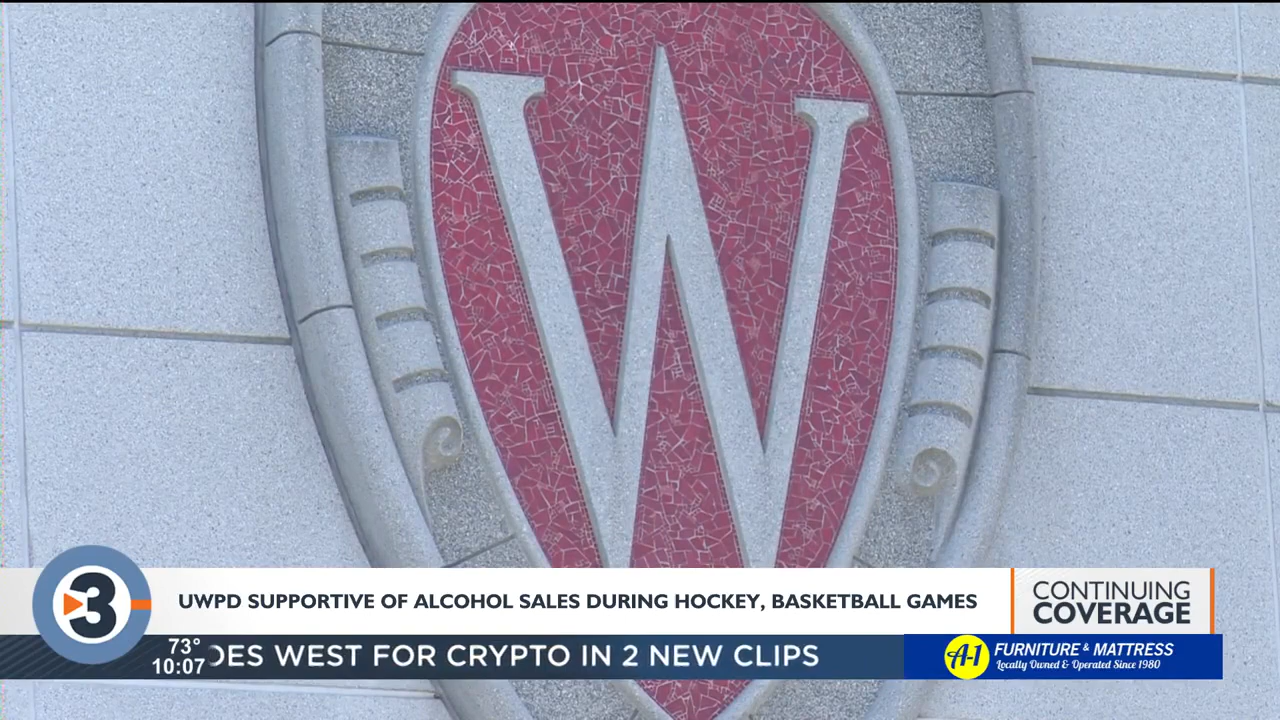 W
UWPD SUPPORTIVE OF ALCOHOL SALES DURING HOCKEY, BASKETBALL GAMES
CONTINUING
COVERAGE
3
73°
10:07
OES WEST FOR CRYPTO IN 2 NEW CLIPS
A-1
FURNITURE & MATTRESS
Locally Owned & Operated Since 1980